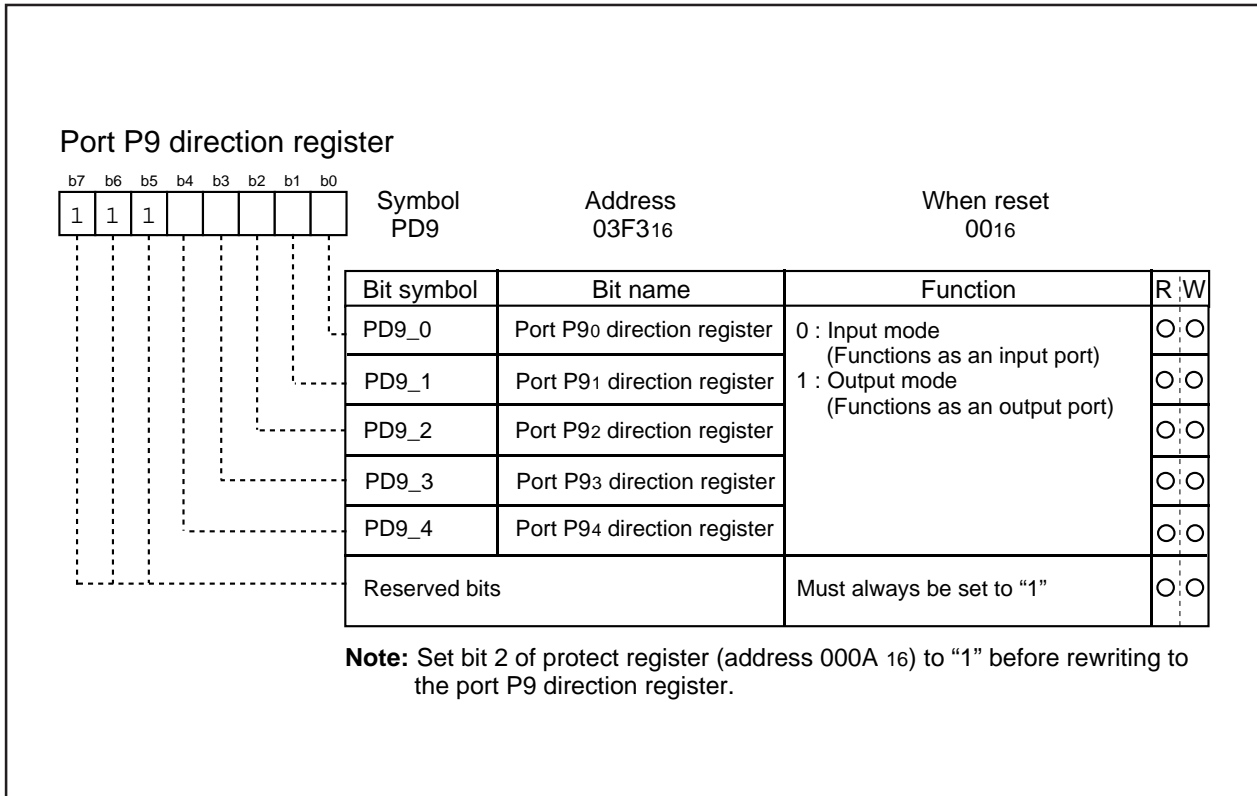 Port P9 direction register
b7 b6 b5 b4 b3 b2 b1 b0
1 1 1
Symbol Address When reset
PD9 03F316 0016
Bit symbol Bit name Function R W
PD9_0 Port P90 direction register 0 : Input mode
(Functions as an input port)
1 : Output mode
(Functions as an output port)
PD9_1 Port P91 direction register
PD9_2 Port P92 direction register
PD9_3 Port P93 direction register
PD9_4 Port P94 direction register
Reserved bits Must always be set to “1”
Note: Set bit 2 of protect register (address 000A 16) to “1” before rewriting to
the port P9 direction register.